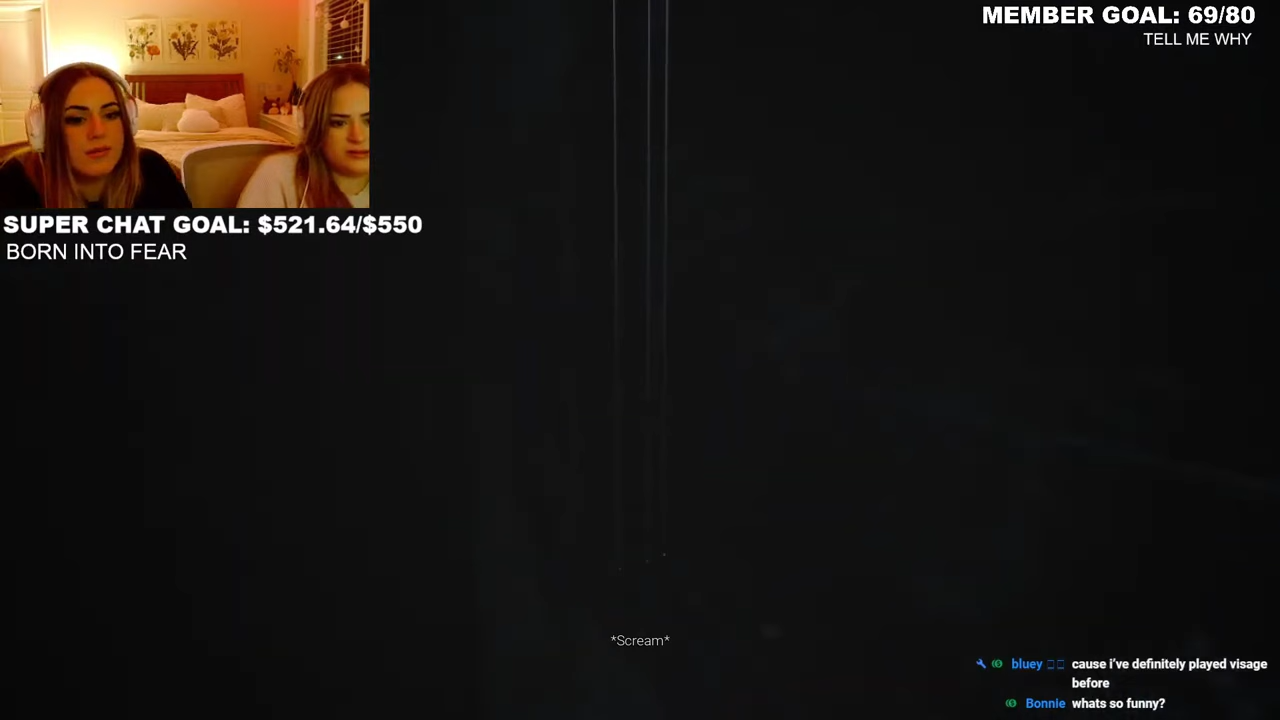 MEMBER GOAL: 69/80
TELL ME WHY
SUPER CHAT GOAL: $521.64/$550
BORN INTO FEAR
*Scream*
bluey cause i've definitely played visage
before
Bonnie whats so funny?